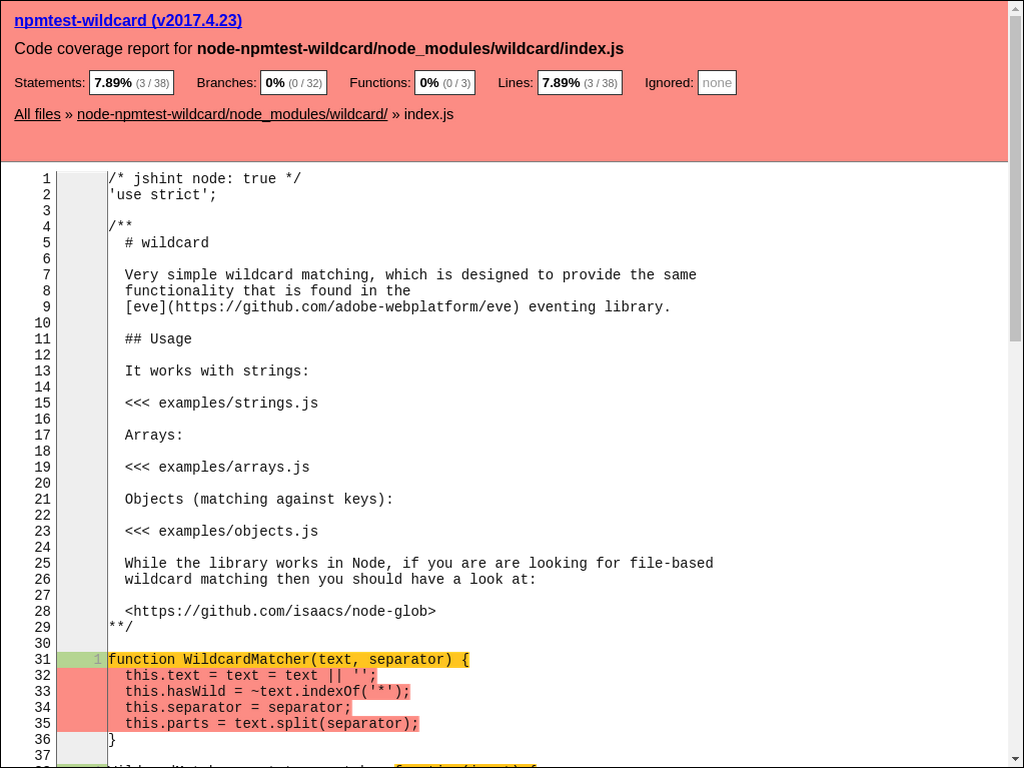 npmtest-wildcard (v2017.4.23)
Code coverage report for node-npmtest-wildcard/node_modules/wildcard/index.js
Statements: 7.89% (3 / 38) Branches: 0% (0 / 32) Functions: 0% (0 / 3) Lines: 7.89% (3 / 38) Ignored: none
All files » node-npmtest-wildcard/node_modules/wildcard/ » index.js
1 /* jshint node: true */
2 'use strict';
3
4 /**
5 # wildcard
6
7 Very simple wildcard matching, which is designed to provide the same
8 functionality that is found in the
9 [eve](https://github.com/adobe-webplatform/eve) eventing library.
10
11 ## Usage
12
13 It works with strings:
14
15 <<< examples/strings.js
16
17 Arrays:
18
19 <<< examples/arrays.js
20
21 Objects (matching against keys):
22
23 <<< examples/objects.js
24
25 While the library works in Node, if you are are looking for file-based
26 wildcard matching then you should have a look at:
27
28 <https://github.com/isaacs/node-glob>
29 **/
30
31 1 function WildcardMatcher(text, separator) {
32 this.text = text = text || '';
33 this.hasWild = ~text.indexOf('*');
34 this.separator = separator;
35 this.parts = text.split(separator);
36 }
37